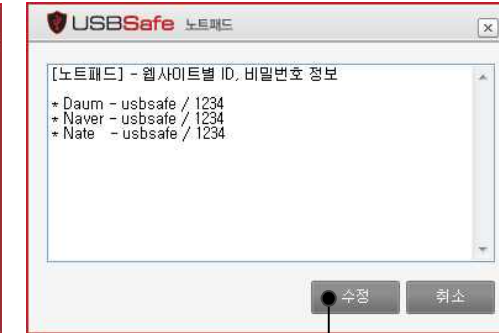 USBSafe 노트패드
[노트패드] - 웹사이트별 ID, 비밀번호 정보
* Daum - usbsafe / 1234
* Naver - usbsafe / 1234
* Nate - usbsafe / 1234
수정 취소